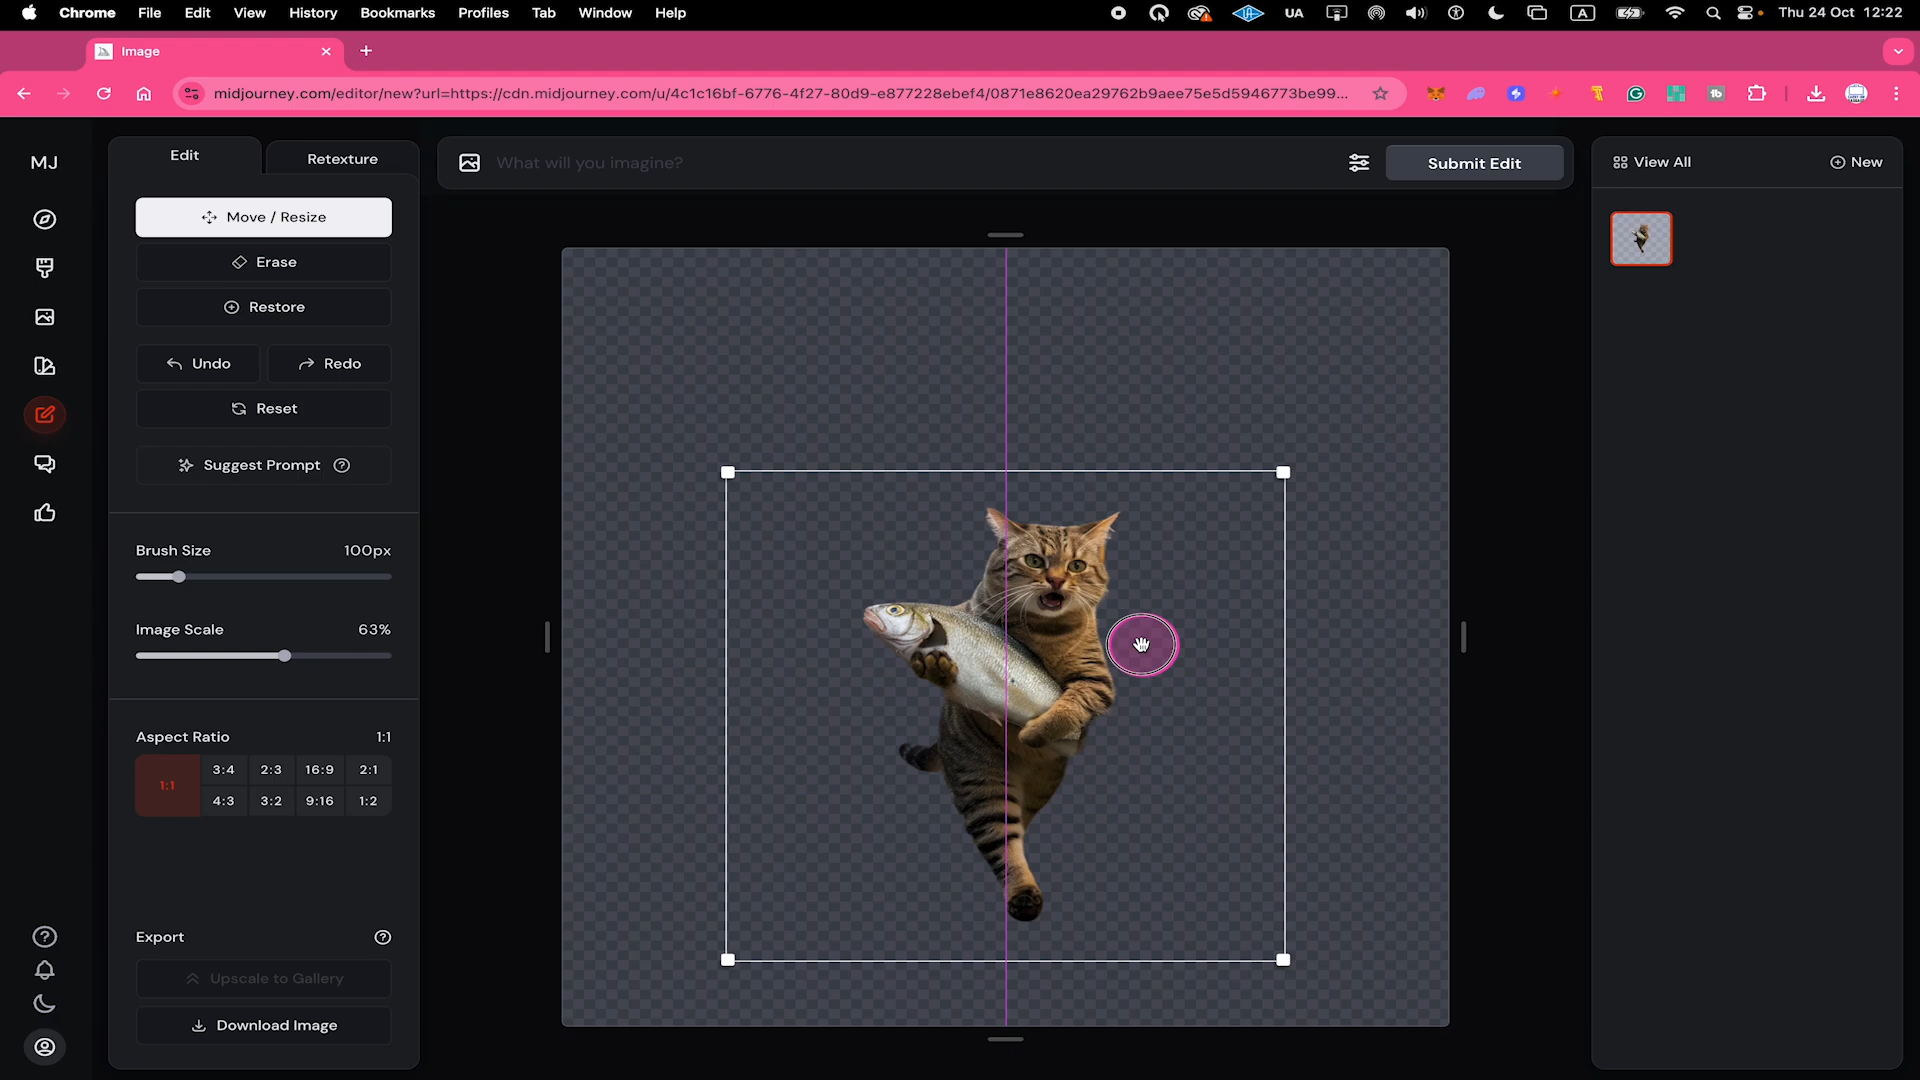 Chrome File Edit View History Bookmarks Profiles Tab Window Help UA A Thu 24 Oct 12:22
Image
midjourney.com/editor/new?url=https://cdn.midjourney.com/u/4c1c16bf-6776-4f27-80d9-e877228ebef4/0871e8620ea29762b9aee75e5d5946773be99...
MJ
Edit Retexture
What will you imagine?
Submit Edit
View All New
Move / Resize
Erase
Restore
Undo Redo
Reset
Suggest Prompt ?
Brush Size 100px
Image Scale 63%
Aspect Ratio 1:1
1:1 3:4 2:3 16:9 2:1
4:3 3:2 9:16 1:2
Export ?
Upscale to Gallery
Download Image